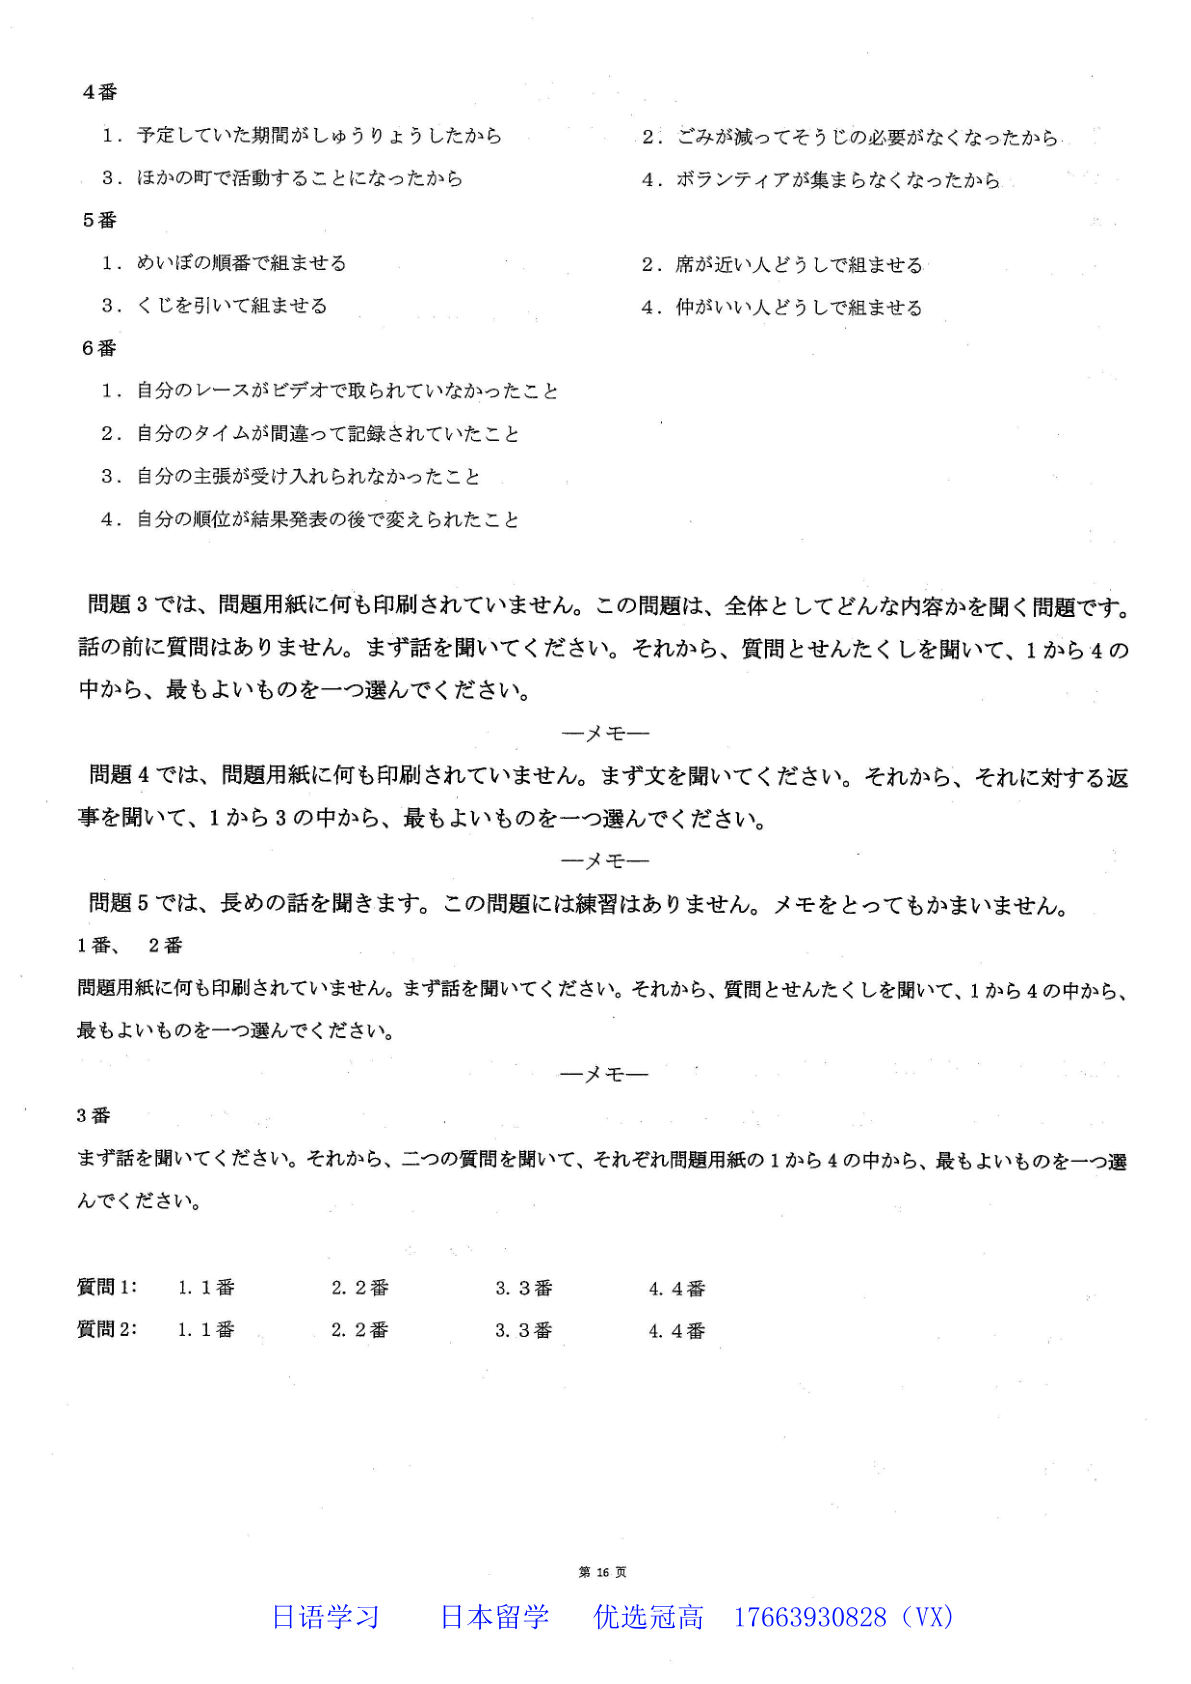 4番
1．予定していた期間がしゅうりょうしたから　2．ごみが減ってそうじの必要がなくなったから
3．ほかの町で活動することになったから　4．ボランティアが集まらなくなったから
5番
1．めいぼの順番で組ませる　2．席が近い人どうしで組ませる
3．くじを引いて組ませる　4．仲がいい人どうしで組ませる
6番
1．自分のレースがビデオで取られていなかったこと
2．自分のタイムが間違って記録されていたこと
3．自分の主張が受け入れられなかったこと
4．自分の順位が結果発表の後で変えられたこと
問題3では、問題用紙に何も印刷されていません。この問題は、全体としてどんな内容かを聞く問題です。
話の前に質問はありません。まず話を聞いてください。それから、質問とせんたくしを聞いて、1から4の
中から、最もよいものを一つ選んでください。
―メモ―
問題4では、問題用紙に何も印刷されていません。まず文を聞いてください。それから、それに対する返
事を聞いて、1から3の中から、最もよいものを一つ選んでください。
―メモ―
問題5では、長めの話を聞きます。この問題には練習はありません。メモをとってもかまいません。
1番、　2番
問題用紙に何も印刷されていません。まず話を聞いてください。それから、質問とせんたくしを聞いて、1から4の中から、
最もよいものを一つ選んでください。
―メモ―
3番
まず話を聞いてください。それから、二つの質問を聞いて、それぞれ問題用紙の1から4の中から、最もよいものを一つ選
んでください。
質問1:　1. 1番　2. 2番　3. 3番　4. 4番
質問2:　1. 1番　2. 2番　3. 3番　4. 4番
第 16 页
日语学习　日本留学　优选冠高　17663930828（VX)